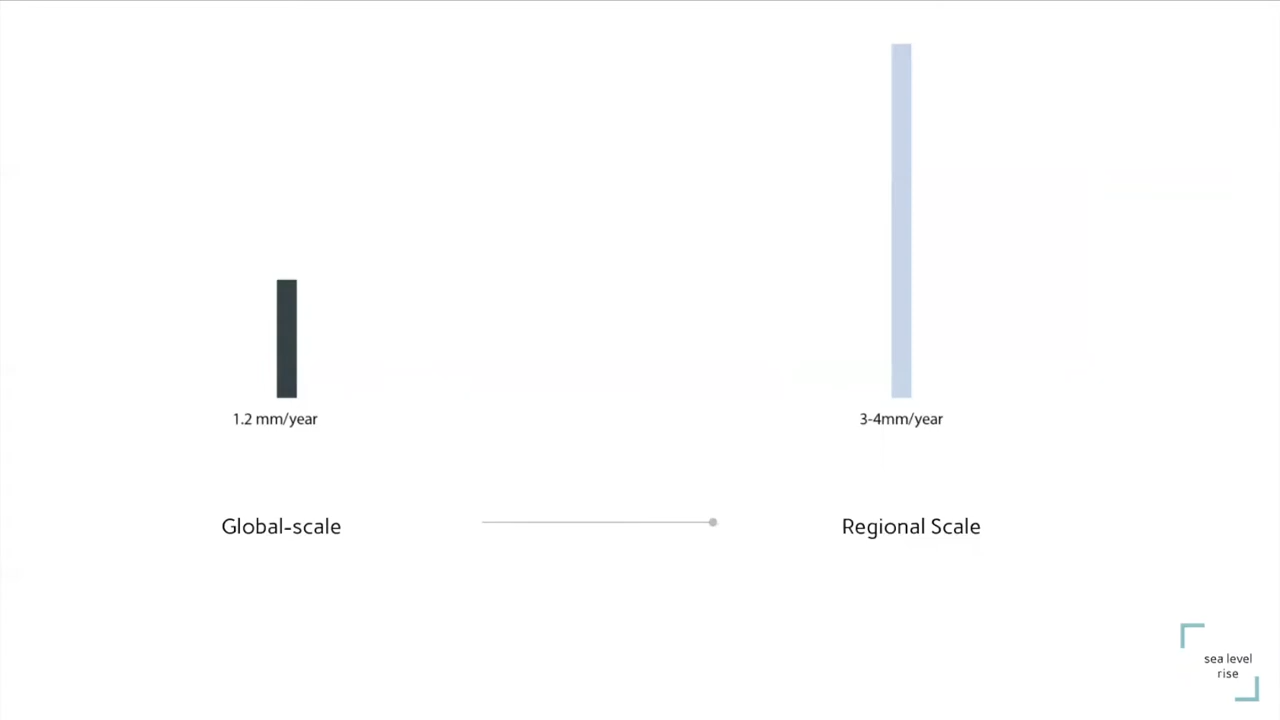 1.2 mm/year
3-4mm/year
Global-scale
Regional Scale
sea level
rise